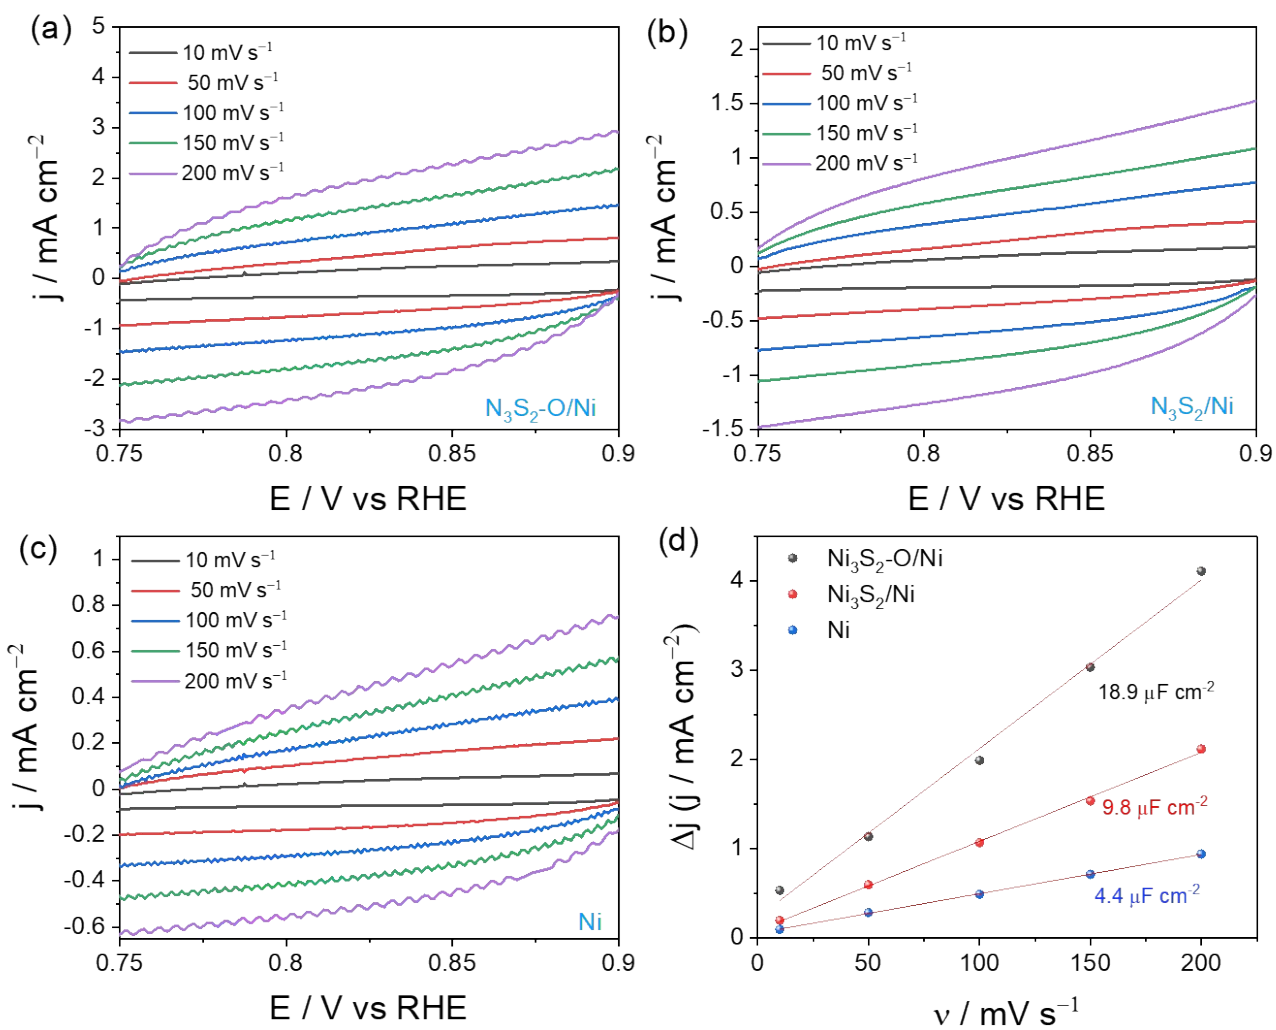 (a)
5
4
3
2
1
0
-1
-2
-3
j / mA cm⁻²
10 mV s⁻¹
50 mV s⁻¹
100 mV s⁻¹
150 mV s⁻¹
200 mV s⁻¹
N₃S₂-O/Ni
0.75
0.8
0.85
0.9
E / V vs RHE
(b)
2
1.5
1
0.5
0
-0.5
-1
-1.5
j / mA cm⁻²
10 mV s⁻¹
50 mV s⁻¹
100 mV s⁻¹
150 mV s⁻¹
200 mV s⁻¹
N₃S₂/Ni
0.75
0.8
0.85
0.9
E / V vs RHE
(c)
1
0.8
0.6
0.4
0.2
0
-0.2
-0.4
-0.6
j / mA cm⁻²
10 mV s⁻¹
50 mV s⁻¹
100 mV s⁻¹
150 mV s⁻¹
200 mV s⁻¹
Ni
0.75
0.8
0.85
0.9
E / V vs RHE
(d)
4
3
2
1
0
Δj (j / mA cm⁻²)
Ni₃S₂-O/Ni
Ni₃S₂/Ni
Ni
18.9 μF cm⁻²
9.8 μF cm⁻²
4.4 μF cm⁻²
0
50
100
150
200
ν / mV s⁻¹